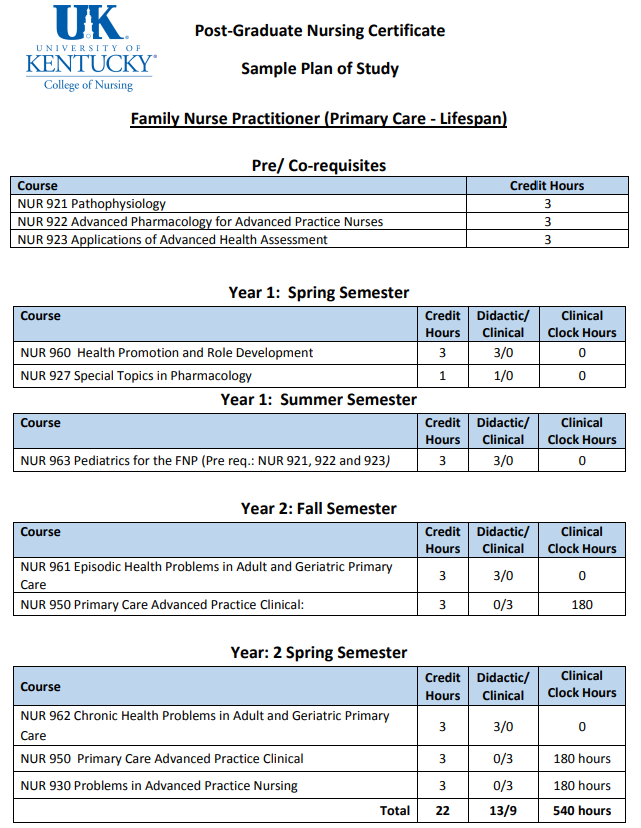 UK
UNIVERSITY OF
KENTUCKY®
College of Nursing
Post-Graduate Nursing Certificate
Sample Plan of Study
Family Nurse Practitioner (Primary Care - Lifespan)
Pre/ Co-requisites
Course Credit Hours
NUR 921 Pathophysiology 3
NUR 922 Advanced Pharmacology for Advanced Practice Nurses 3
NUR 923 Applications of Advanced Health Assessment 3
Year 1: Spring Semester
Course Credit Hours Didactic/ Clinical Clinical Clock Hours
NUR 960 Health Promotion and Role Development 3 3/0 0
NUR 927 Special Topics in Pharmacology 1 1/0 0
Year 1: Summer Semester
Course Credit Hours Didactic/ Clinical Clinical Clock Hours
NUR 963 Pediatrics for the FNP (Pre req.: NUR 921, 922 and 923) 3 3/0 0
Year 2: Fall Semester
Course Credit Hours Didactic/ Clinical Clinical Clock Hours
NUR 961 Episodic Health Problems in Adult and Geriatric Primary
Care 3 3/0 0
NUR 950 Primary Care Advanced Practice Clinical: 3 0/3 180
Year: 2 Spring Semester
Course Credit Hours Didactic/ Clinical Clinical Clock Hours
NUR 962 Chronic Health Problems in Adult and Geriatric Primary
Care 3 3/0 0
NUR 950 Primary Care Advanced Practice Clinical 3 0/3 180 hours
NUR 930 Problems in Advanced Practice Nursing 3 0/3 180 hours
Total 22 13/9 540 hours